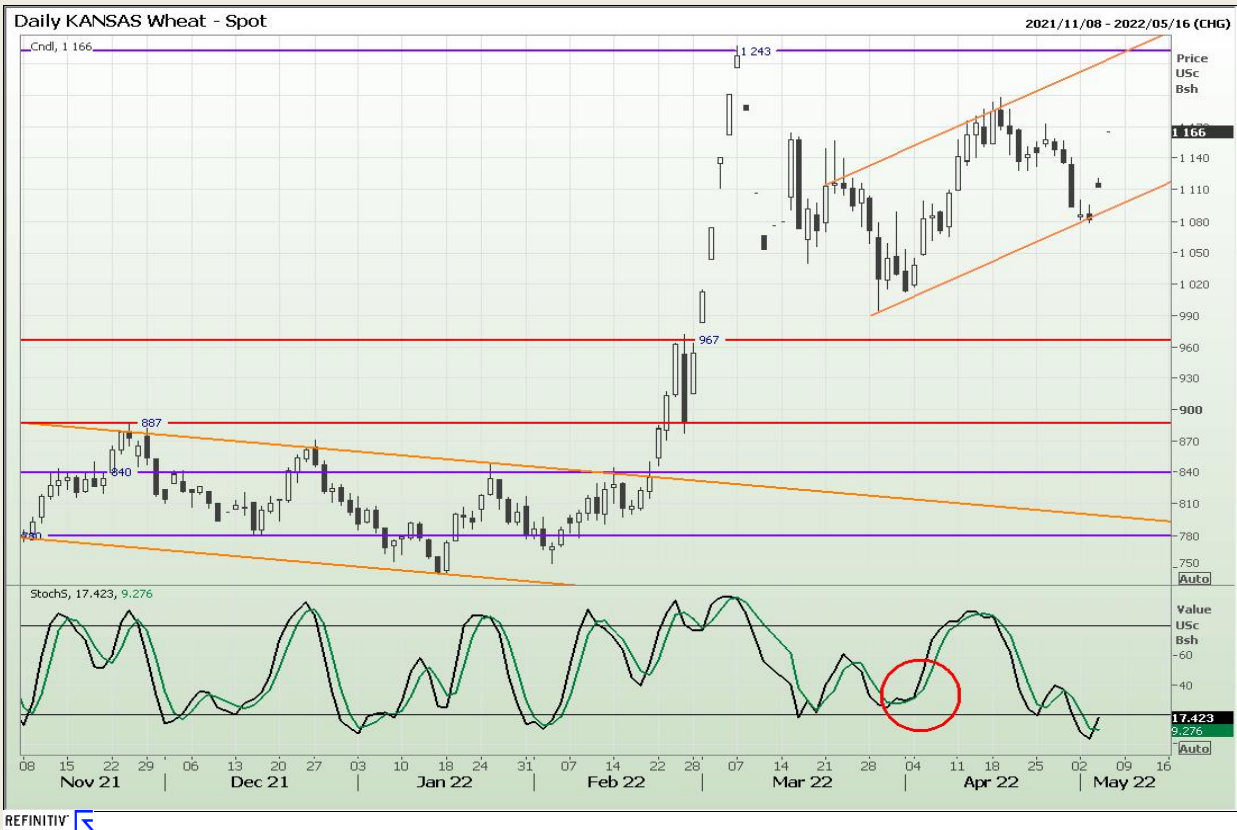 Daily KANSAS Wheat - Spot
2021/11/08 - 2022/05/16 (CHG)
Cndl, 1 166
Price
USc
Bsh
1 243
1 166
1 140
1 110
1 080
1 050
1 020
990
967
960
930
900
887
870
840
840
810
780
750
Auto
StochS, 17.423, 9.276
Value
USc
Bsh
60
40
17.423
9.276
Auto
08 15 22 29 06 13 20 27 03 10 18 24 31 07 14 22 28 07 14 21 28 04 11 18 25 02 09 16
Nov 21 Dec 21 Jan 22 Feb 22 Mar 22 Apr 22 May 22
REFINITIV